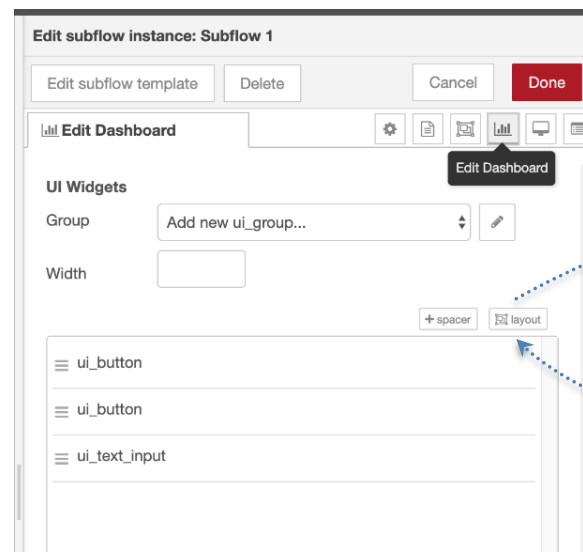 Edit subflow instance: Subflow 1
Edit subflow template Delete Cancel Done
Edit Dashboard
Edit Dashboard
UI Widgets
Group Add new ui_group...
Width
+ spacer layout
ui_button
ui_button
ui_text_input